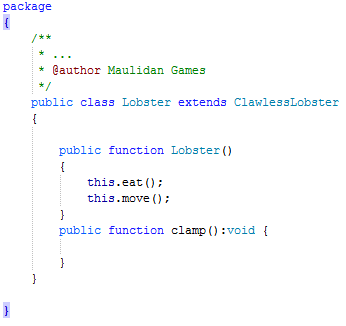 package
{
/**
* ...
* @author Maulidan Games
*/
public class Lobster extends ClawlessLobster
{
public function Lobster()
{
this.eat();
this.move();
}
public function clamp():void {
}
}
}